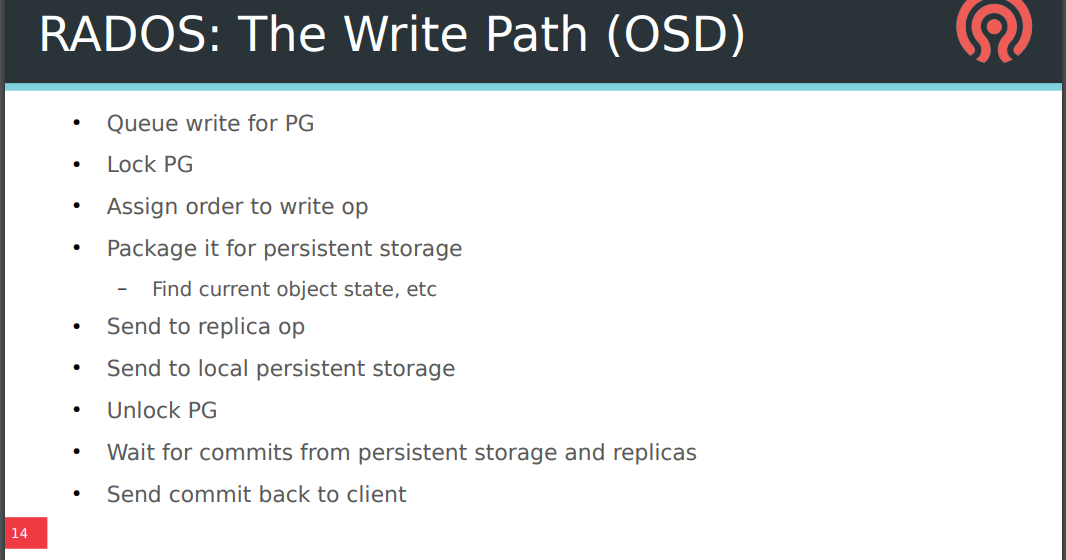 RADOS: The Write Path (OSD)
• Queue write for PG
• Lock PG
• Assign order to write op
• Package it for persistent storage
– Find current object state, etc
• Send to replica op
• Send to local persistent storage
• Unlock PG
• Wait for commits from persistent storage and replicas
• Send commit back to client
14